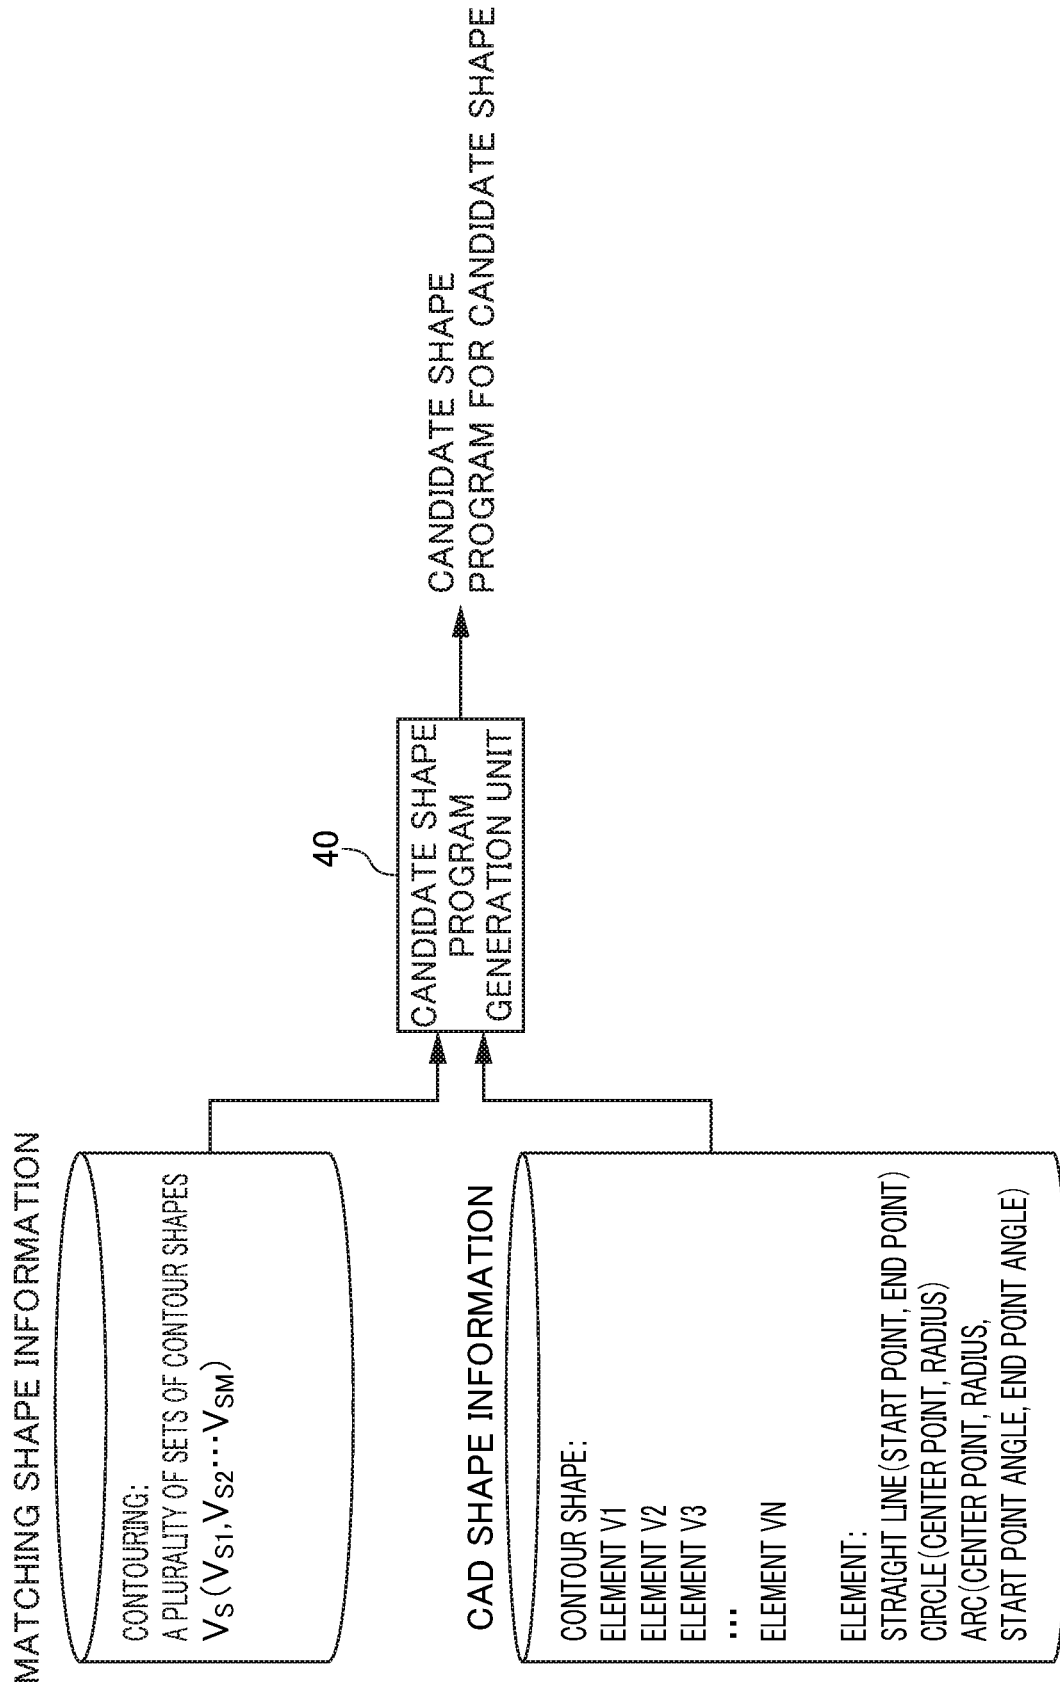 MATCHING SHAPE INFORMATION
CONTOURING:
A PLURALITY OF SETS OF CONTOUR SHAPES
VS(VS1,VS2···VSM)
CAD SHAPE INFORMATION
CONTOUR SHAPE:
ELEMENT V1
ELEMENT V2
ELEMENT V3
···
ELEMENT VN
ELEMENT:
STRAIGHT LINE(START POINT, END POINT)
CIRCLE(CENTER POINT, RADIUS)
ARC(CENTER POINT, RADIUS,
START POINT ANGLE, END POINT ANGLE)
40
CANDIDATE SHAPE
PROGRAM
GENERATION UNIT
CANDIDATE SHAPE
PROGRAM FOR CANDIDATE SHAPE